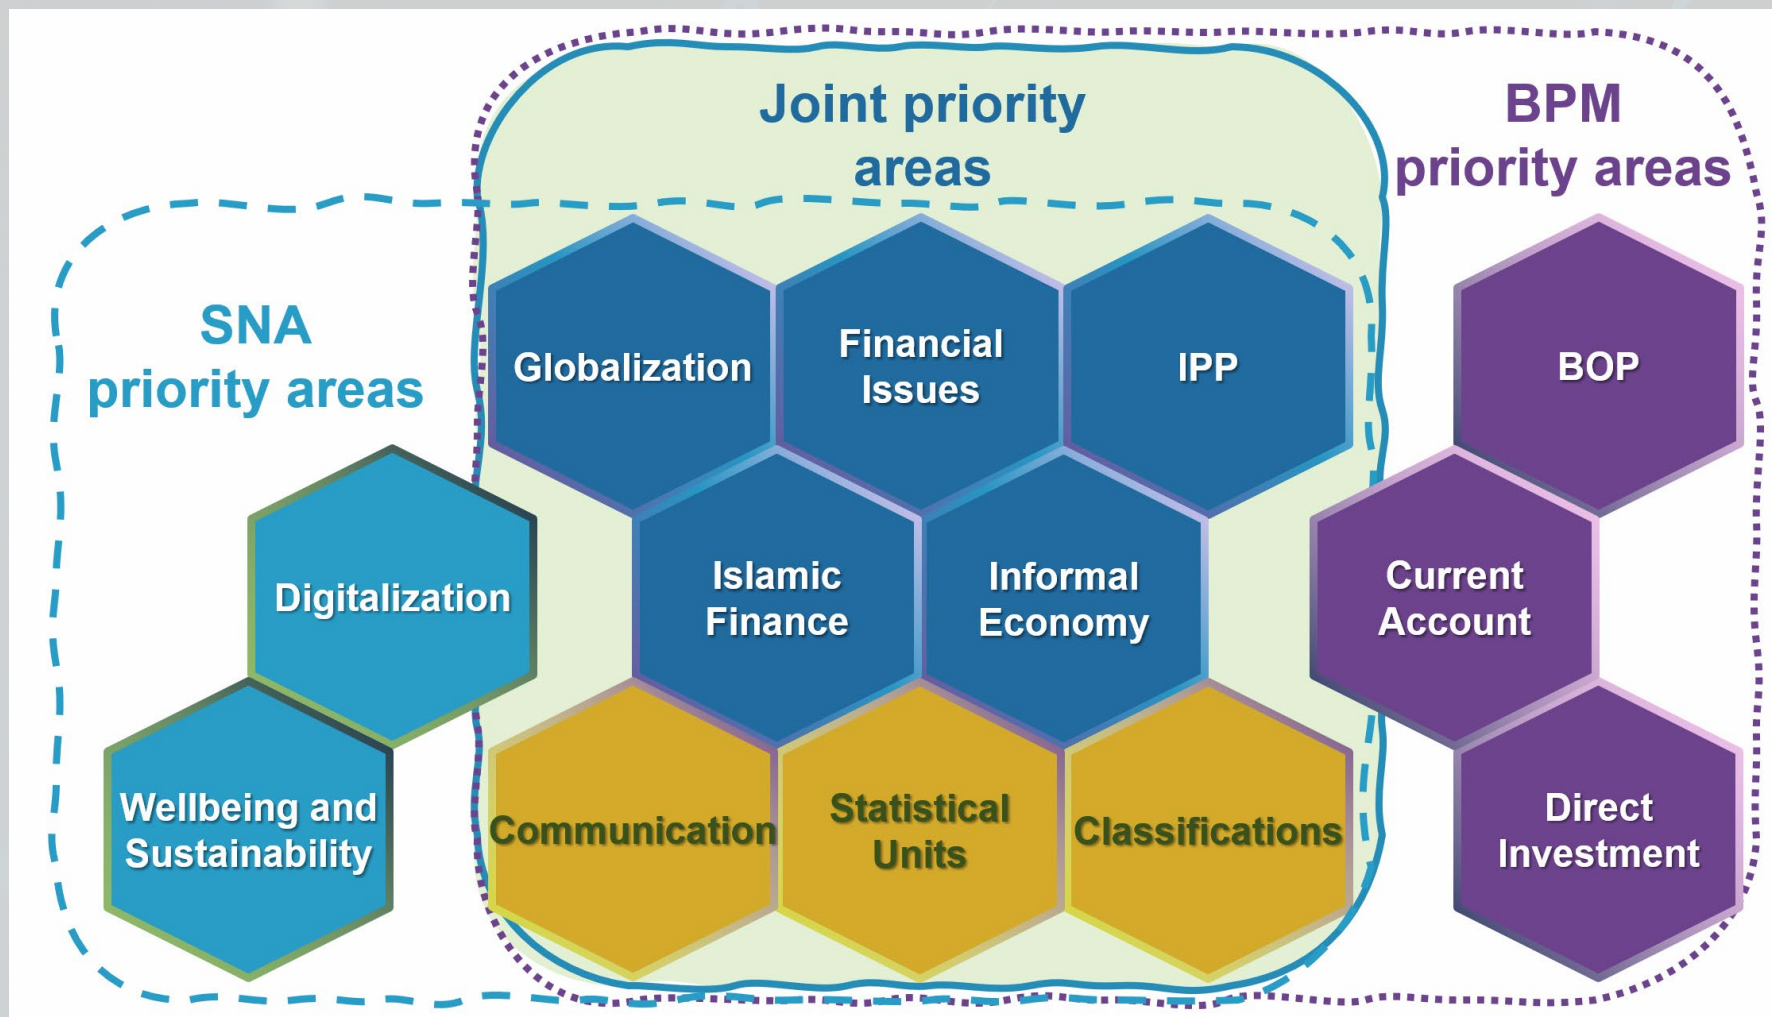 Joint priority
areas
BPM
priority areas
SNA
priority areas
Globalization
Financial
Issues
IPP
BOP
Digitalization
Islamic
Finance
Informal
Economy
Current
Account
Wellbeing and
Sustainability
Communication
Statistical
Units
Classifications
Direct
Investment